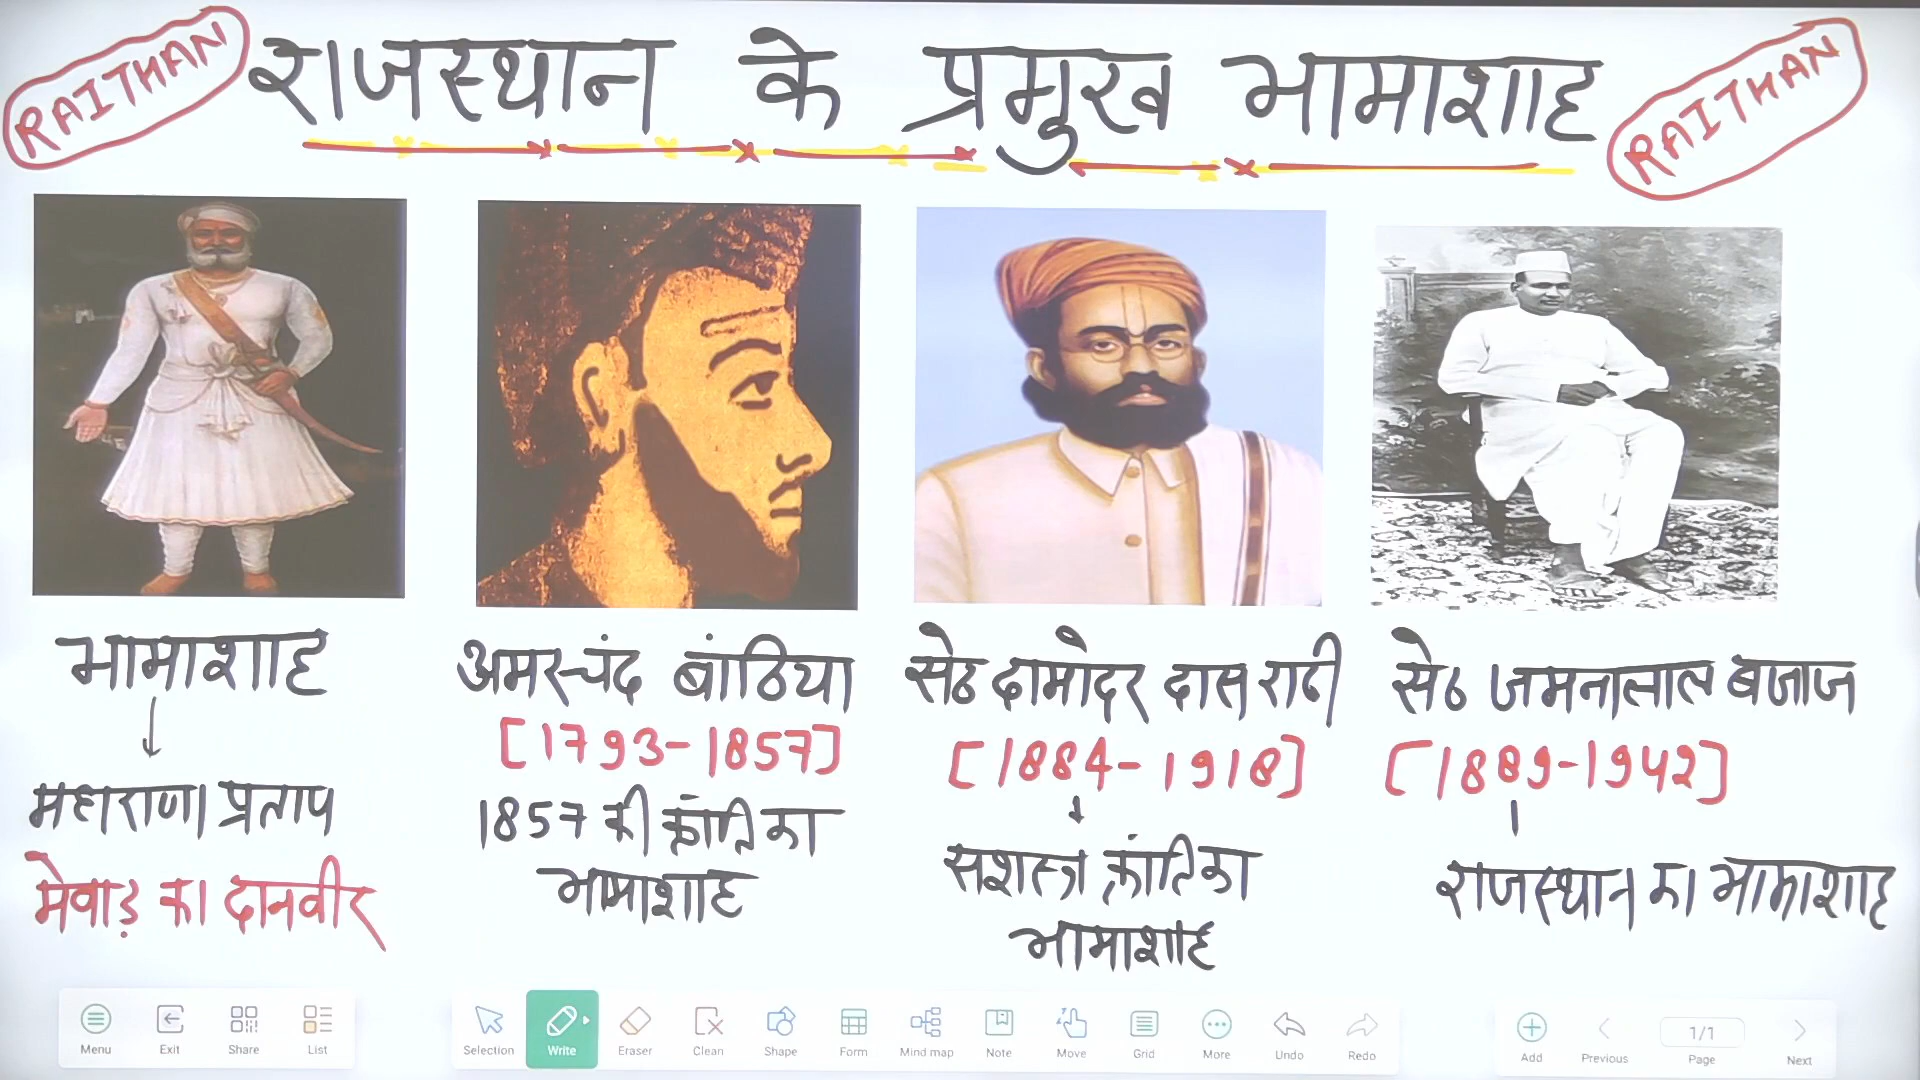 RAITHAN
राजस्थान के प्रमुख भामाशाह
RAITHAN
भामाशाह
महाराणा प्रताप
मेवाड़ का दानवीर
अमरचंद बांठिया
[1793-1857]
1857 की क्रांति का
भामाशाह
सेठ दामोदर दास राठी
[1884-1918]
सशस्त्र क्रांति का
भामाशाह
सेठ जमनालाल बजाज
[1889-1942]
राजस्थान का भामाशाह
Menu Exit Share List
Selection Write Eraser Clean Shape Form Mind map Note Move Grid More Undo Redo
Add Previous 1/1 Page Next